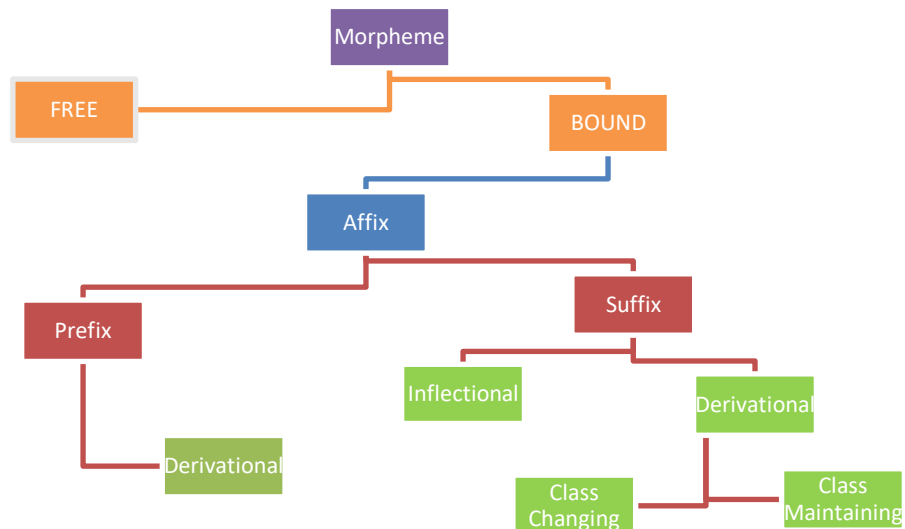 Morpheme
FREE
BOUND
Affix
Prefix
Suffix
Inflectional
Derivational
Derivational
Class
Changing
Class
Maintaining